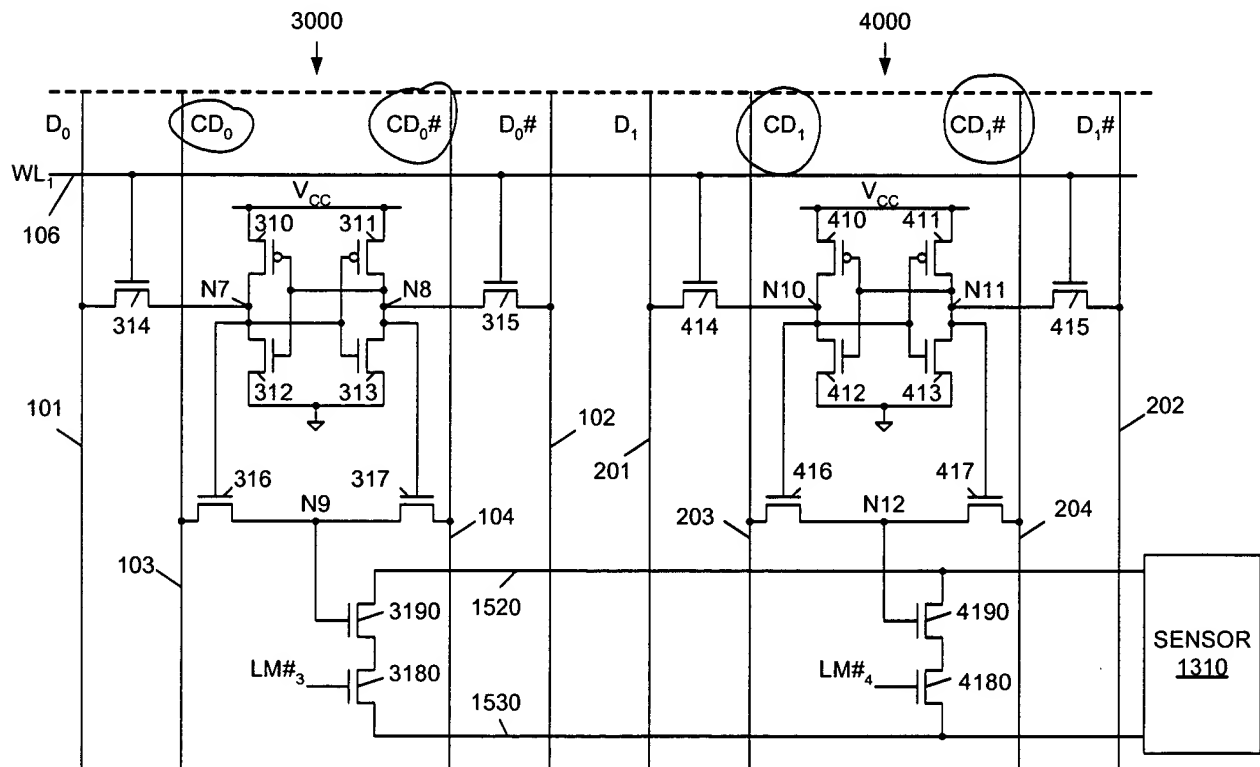 3000 4000
D₀ CD₀ CD₀# D₀# D₁ CD₁ CD₁# D₁#
WL₁
V_CC V_CC
106 310 311 410 411
N7 N8 N10 N11
314 315 414 415
312 313 412 413
101 102 201 202
316 317 416 417
N9 104 N12 204
103 203
1520
3190 4190
SENSOR
LM#₃ 3180 LM#₄ 4180 1310
1530